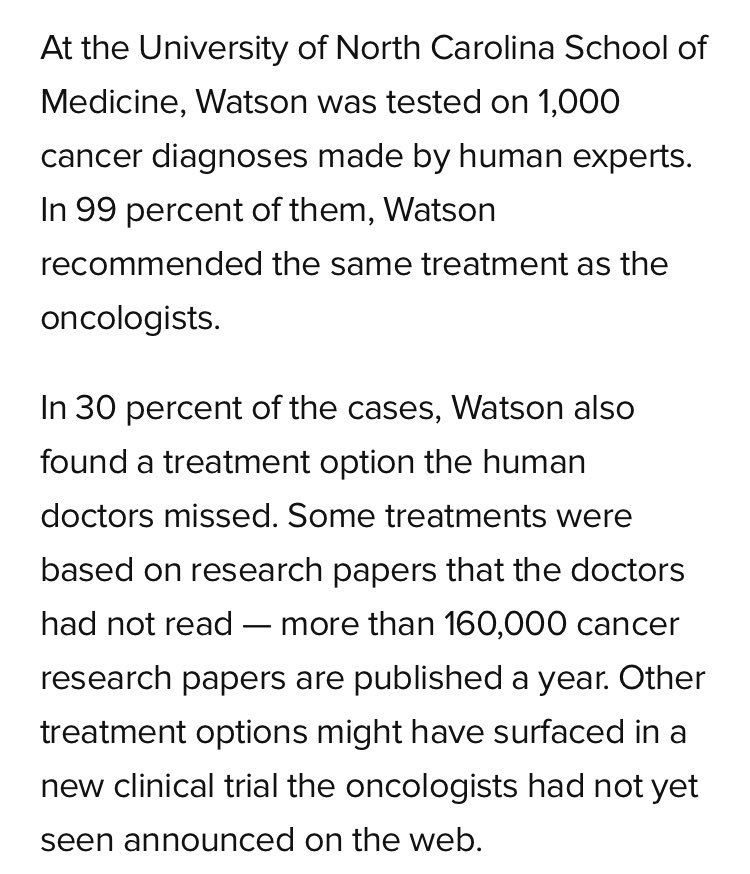 At the University of North Carolina School of
Medicine, Watson was tested on 1,000
cancer diagnoses made by human experts.
In 99 percent of them, Watson
recommended the same treatment as the
oncologists.
In 30 percent of the cases, Watson also
found a treatment option the human
doctors missed. Some treatments were
based on research papers that the doctors
had not read — more than 160,000 cancer
research papers are published a year. Other
treatment options might have surfaced in a
new clinical trial the oncologists had not yet
seen announced on the web.